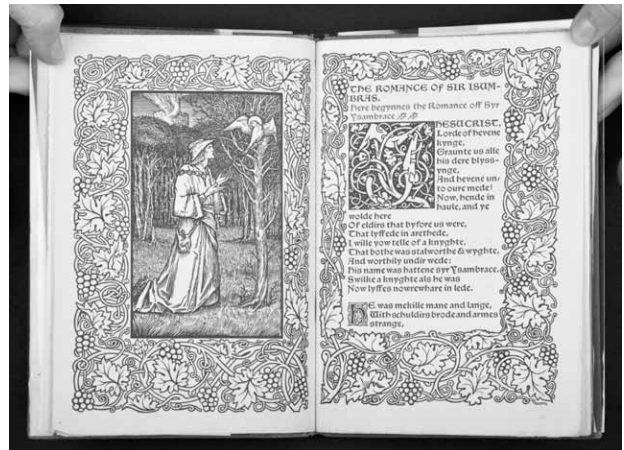 THE ROMANCE OF SIR ISUM-
BRAS.
Here begynnes the Romance off Syr
Ysambrace.
HESUCRIST,
Lorde of hevene
kynge,
Graunte us alle
his dere blyss-
ynge,
And hevene un-
to oure mede!
Now, hende in
haule, and ye
wolde here
Of eldirs that byfore us were,
That lyffede in arethede,
I wille yow telle of a knyghte,
That bothe was stalworthe & wyghte,
And worthily undir wede:
His name was hattene syr Ysambrace,
Swilke a knyghte als he was
Now lyffes nowrewhare in lede.
HE was mekille mane and lange,
With schuldirs brode and armes
strange,